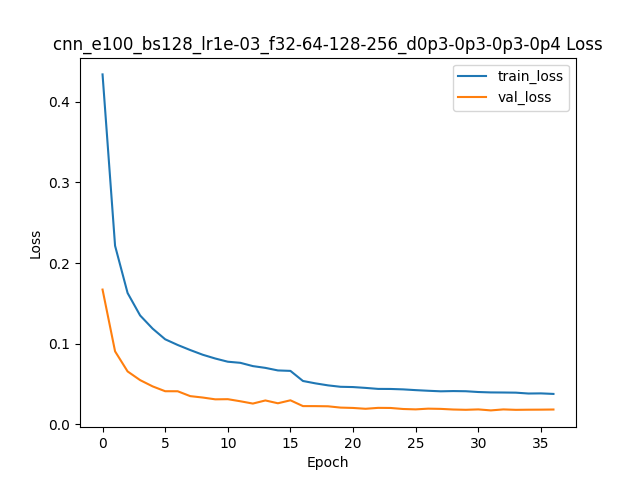 cnn_e100_bs128_lr1e-03_f32-64-128-256_d0p3-0p3-0p3-0p4 Loss
train_loss
val_loss
0.4
0.3
0.2
0.1
0.0
Loss
0 5 10 15 20 25 30 35
Epoch